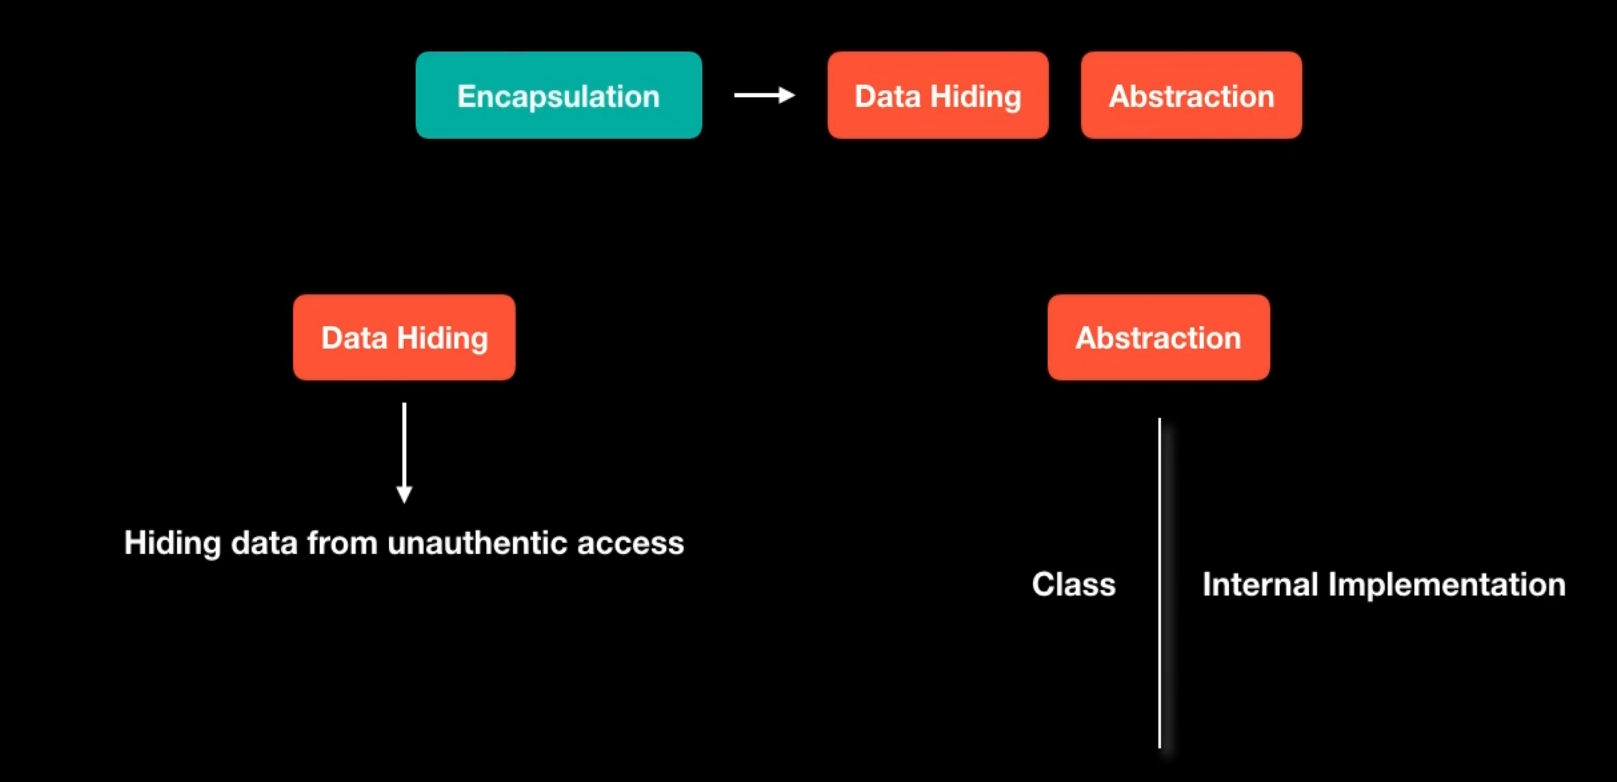 Encapsulation
Data Hiding
Abstraction
Data Hiding
Abstraction
Hiding data from unauthentic access
Class
Internal Implementation